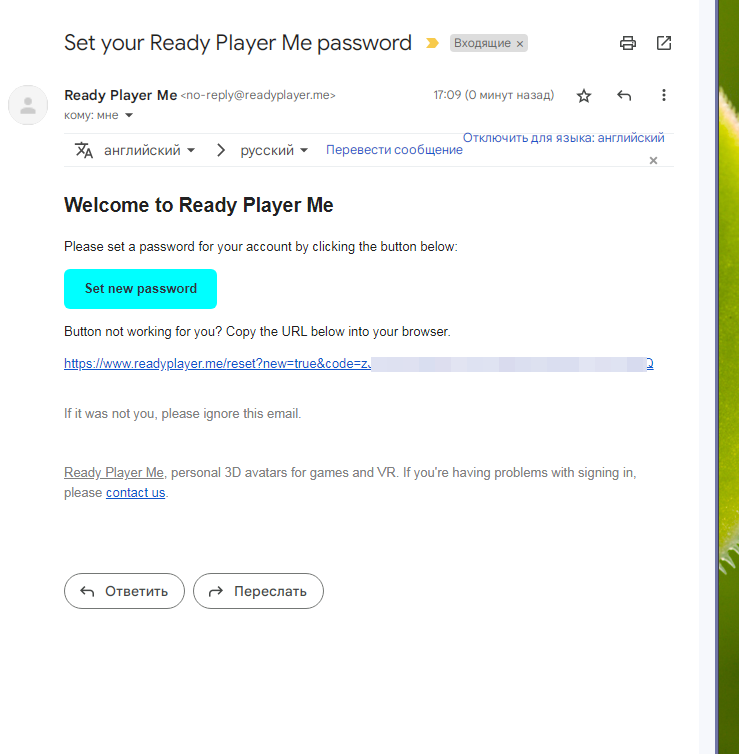 Set your Ready Player Me password Входящие ×
Ready Player Me <no-reply@readyplayer.me> 17:09 (0 минут назад)
кому: мне
английский русский Перевести сообщение Отключить для языка: английский
Welcome to Ready Player Me
Please set a password for your account by clicking the button below:
Set new password
Button not working for you? Copy the URL below into your browser.
https://www.readyplayer.me/reset?new=true&code=
If it was not you, please ignore this email.
Ready Player Me, personal 3D avatars for games and VR. If you're having problems with signing in,
please contact us.
Ответить Переслать